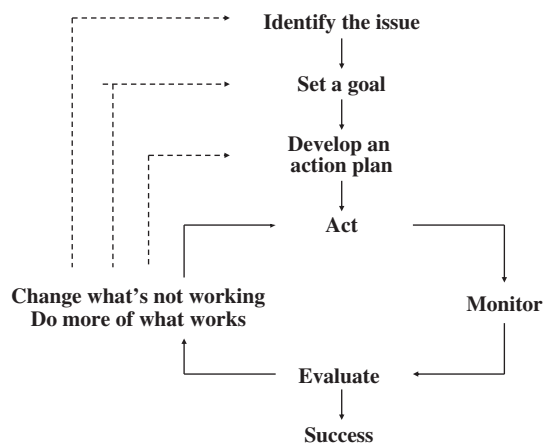 Identify the issue
Set a goal
Develop an
action plan
Act
Change what's not working
Do more of what works
Monitor
Evaluate
Success